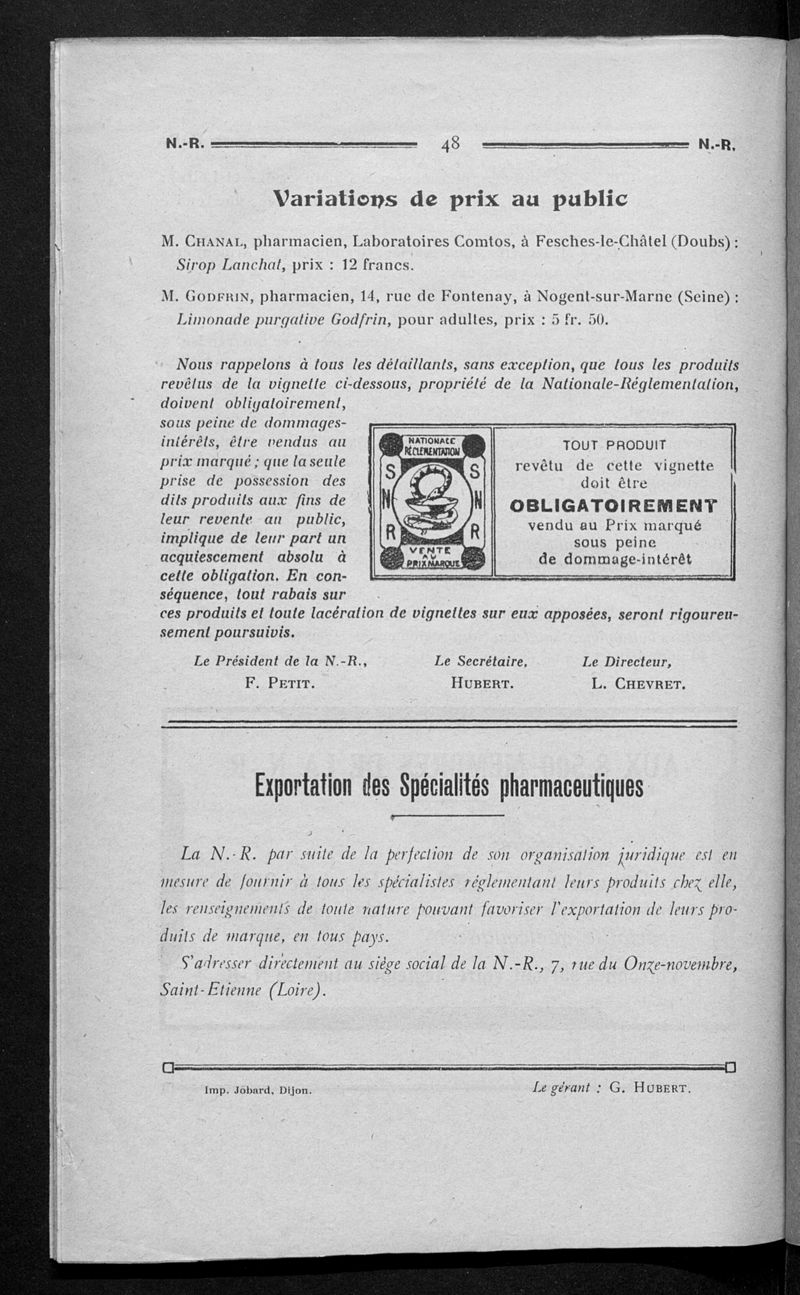 N.-R. 48 N.-R.
Variations de prix au public
M. CHANAL, pharmacien, Laboratoires Comtos, à Fesches-le-Châtel (Doubs) :
Sirop Lanchal, prix : 12 francs.
M. GODFRIN, pharmacien, 14, rue de Fontenay, à Nogent-sur-Marne (Seine) :
Limonade purgative Godfrin, pour adultes, prix : 5 fr. 50.
Nous rappelons à tous les détaillants, sans exception, que tous les produits
revêtus de la vignette ci-dessous, propriété de la Nationale-Réglementation,
doivent obligatoirement,
sous peine de dommages-
intérêts, être vendus au
prix marqué ; que la seule
prise de possession des
dits produits aux fins de
leur revente au public,
implique de leur part un
acquiescement absolu à
cette obligation. En con-
séquence, tout rabais sur
ces produits et toute lacération de vignettes sur eux apposées, seront rigoureu-
sement poursuivis.
NATIONALE
RÉGLEMENTATION
S S
N N
R R
VENTE
AU
PRIX MARQUÉ
TOUT PRODUIT
revêtu de cette vignette
doit être
OBLIGATOIREMENT
vendu au Prix marqué
sous peine
de dommage-intérêt
Le Président de la N.-R., Le Secrétaire, Le Directeur,
F. PETIT. HUBERT. L. CHEVRET.
Exportation des Spécialités pharmaceutiques
La N.-R. par suite de la perfection de son organisation juridique est en
mesure de fournir à tous les spécialistes réglementant leurs produits chez elle,
les renseignements de toute nature pouvant favoriser l'exportation de leurs pro-
duits de marque, en tous pays.
S'adresser directement au siège social de la N.-R., 7, rue du Onze-novembre,
Saint-Etienne (Loire).
Imp. Jobard, Dijon. Le gérant : G. HUBERT.